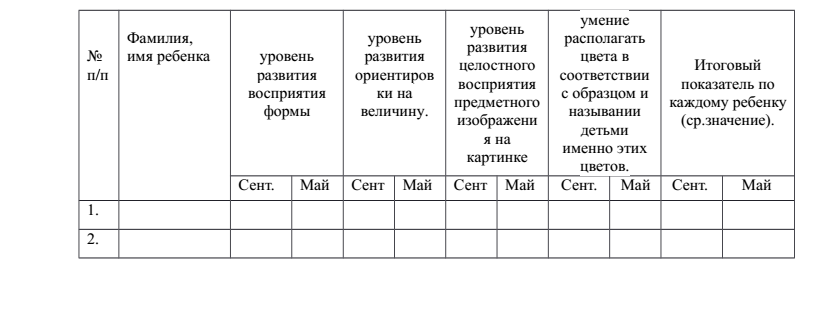 №
п/п
Фамилия,
имя ребенка
уровень
развития
восприятия
формы
уровень
развития
ориентиров
ки на
величину.
уровень
развития
целостного
восприятия
предметного
изображени
я на
картинке
умение
располагать
цвета в
соответствии
с образцом и
назывании
детьми
именно этих
цветов.
Итоговый
показатель по
каждому ребенку
(ср.значение).
Сент. Май Сент Май Сент Май Сент. Май Сент. Май
1.
2.